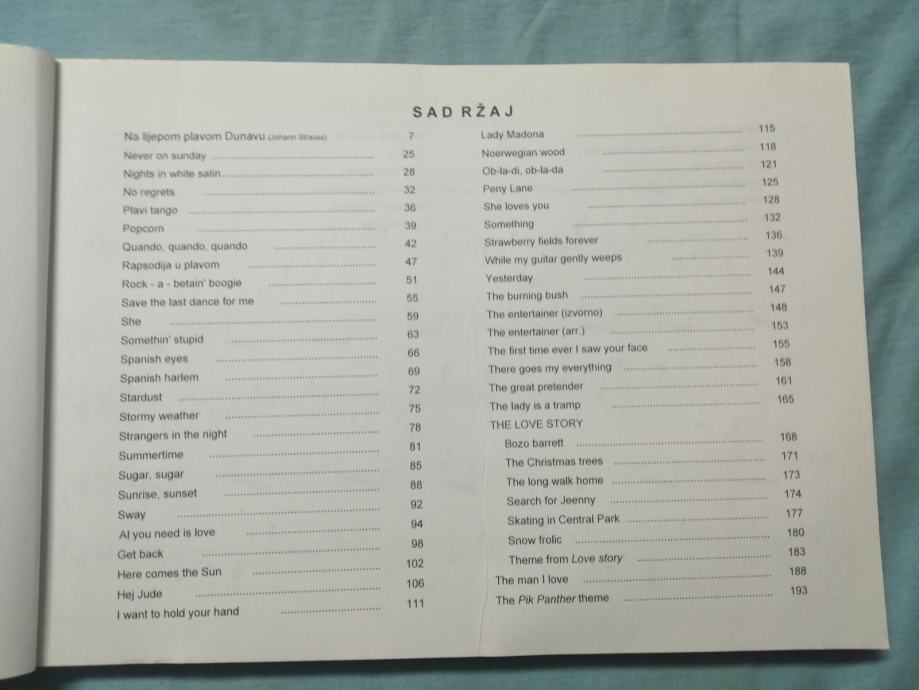 SADRŽAJ
Na lijepom plavom Dunavu (Johann Strauss) 7
Never on sunday ........ 25
Nights in white satin ........ 28
No regrets ........ 32
Plavi tango ........ 36
Popcorn ........ 39
Quando, quando, quando ........ 42
Rapsodija u plavom ........ 47
Rock - a - betain' boogie ........ 51
Save the last dance for me ........ 55
She ........ 59
Somethin' stupid ........ 63
Spanish eyes ........ 66
Spanish harlem ........ 69
Stardust ........ 72
Stormy weather ........ 75
Strangers in the night ........ 78
Summertime ........ 81
Sugar, sugar ........ 85
Sunrise, sunset ........ 88
Sway ........ 92
Al you need is love ........ 94
Get back ........ 98
Here comes the Sun ........ 102
Hej Jude ........ 106
I want to hold your hand ........ 111
Lady Madona ........ 115
Noerwegian wood ........ 118
Ob-la-di, ob-la-da ........ 121
Peny Lane ........ 125
She loves you ........ 128
Something ........ 132
Strawberry fields forever ........ 136
While my guitar gently weeps ........ 139
Yesterday ........ 144
The burning bush ........ 147
The entertainer (izvorno) ........ 148
The entertainer (arr.) ........ 153
The first time ever I saw your face ........ 155
There goes my everything ........ 158
The great pretender ........ 161
The lady is a tramp ........ 165
THE LOVE STORY
Bozo barrett ........ 168
The Christmas trees ........ 171
The long walk home ........ 173
Search for Jeenny ........ 174
Skating in Central Park ........ 177
Snow frolic ........ 180
Theme from Love story ........ 183
The man I love ........ 188
The Pik Panther theme ........ 193